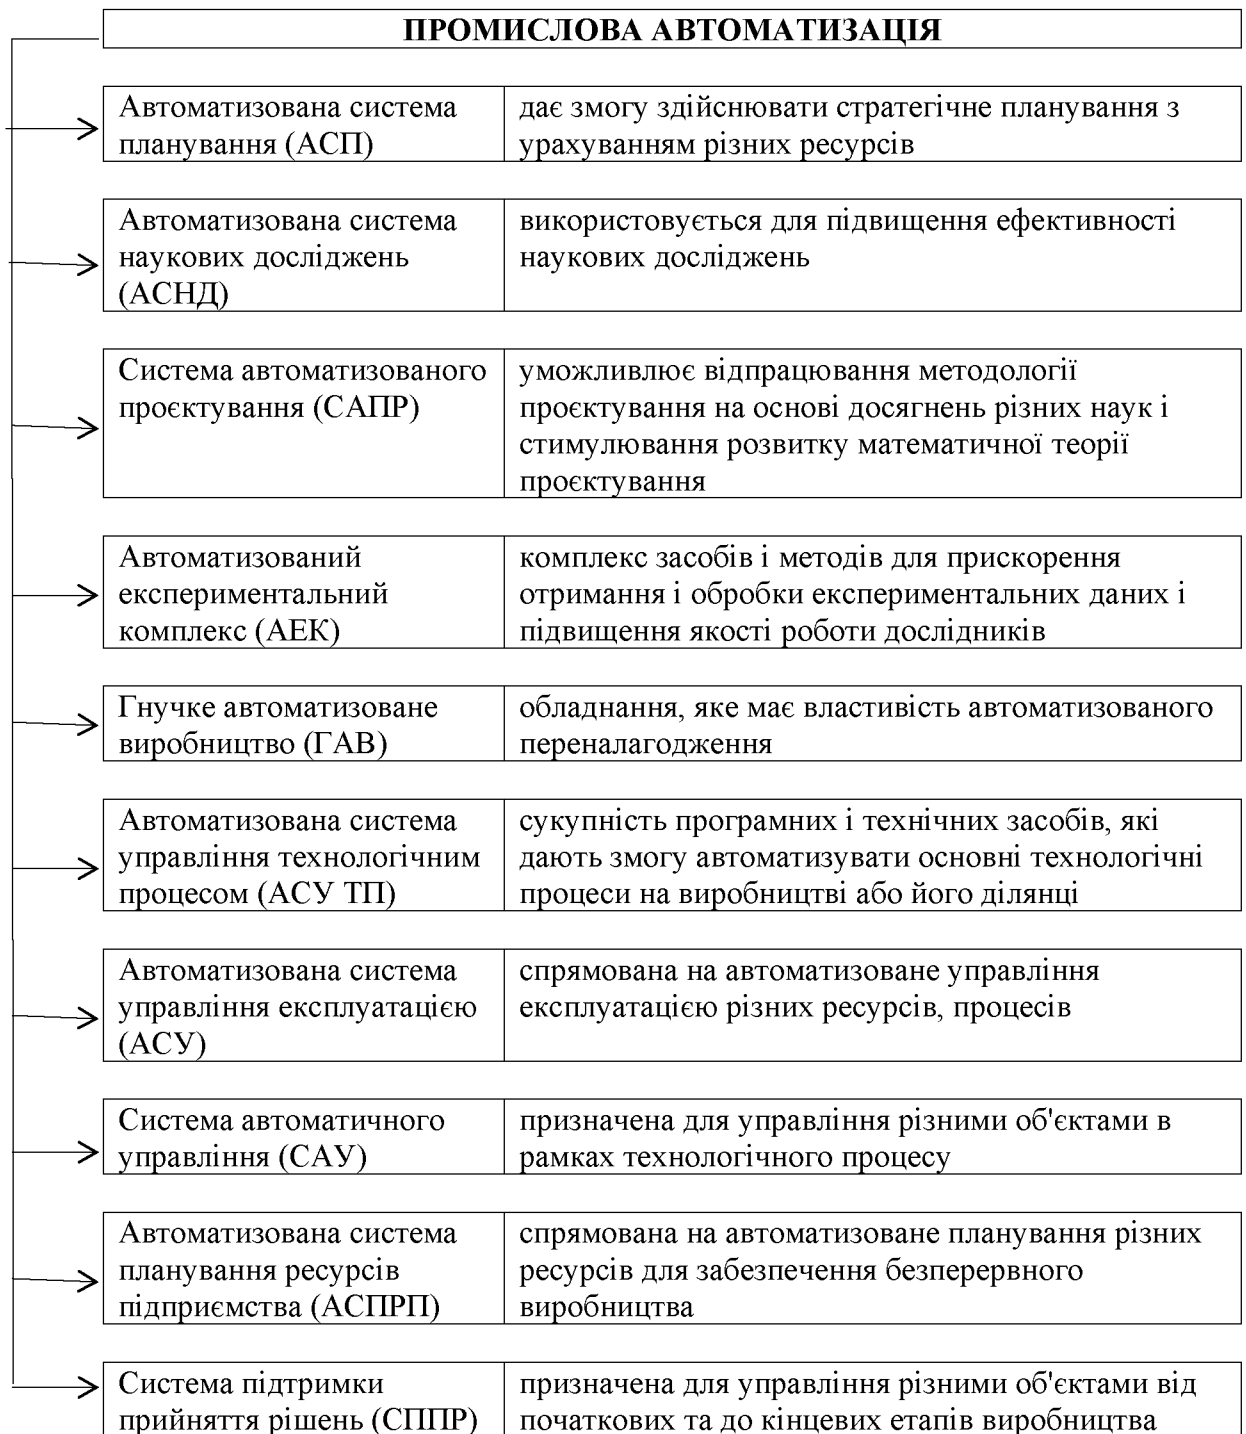 ПРОМИСЛОВА АВТОМАТИЗАЦІЯ
Автоматизована система
планування (АСП)
дає змогу здійснювати стратегічне планування з
урахуванням різних ресурсів
Автоматизована система
наукових досліджень
(АСНД)
використовується для підвищення ефективності
наукових досліджень
Система автоматизованого
проєктування (САПР)
уможливлює відпрацювання методології
проєктування на основі досягнень різних наук і
стимулювання розвитку математичної теорії
проєктування
Автоматизований
експериментальний
комплекс (АЕК)
комплекс засобів і методів для прискорення
отримання і обробки експериментальних даних і
підвищення якості роботи дослідників
Гнучке автоматизоване
виробництво (ГАВ)
обладнання, яке має властивість автоматизованого
переналагодження
Автоматизована система
управління технологічним
процесом (АСУ ТП)
сукупність програмних і технічних засобів, які
дають змогу автоматизувати основні технологічні
процеси на виробництві або його ділянці
Автоматизована система
управління експлуатацією
(АСУ)
спрямована на автоматизоване управління
експлуатацією різних ресурсів, процесів
Система автоматичного
управління (САУ)
призначена для управління різними об'єктами в
рамках технологічного процесу
Автоматизована система
планування ресурсів
підприємства (АСПРП)
спрямована на автоматизоване планування різних
ресурсів для забезпечення безперервного
виробництва
Система підтримки
прийняття рішень (СППР)
призначена для управління різними об'єктами від
початкових та до кінцевих етапів виробництва